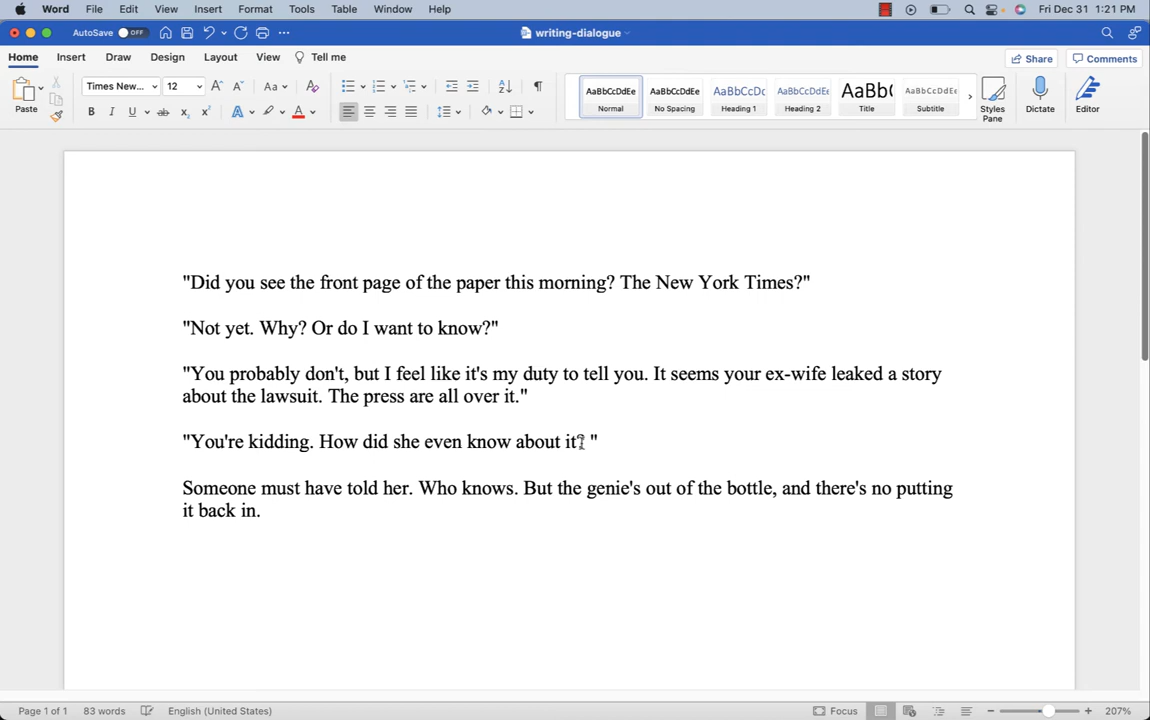 Word File Edit View Insert Format Tools Table Window Help Fri Dec 31 1:21 PM
AutoSave OFF writing-dialogue
Home Insert Draw Design Layout View Tell me Share Comments
Paste Times New... 12 Aa AaBbCcDdEe Normal AaBbCcDdEe No Spacing AaBbCcDc Heading 1 AaBbCcDdEe Heading 2 AaBb( Title AaBbCcDdEe Subtitle Styles Pane Dictate Editor
"Did you see the front page of the paper this morning? The New York Times?"
"Not yet. Why? Or do I want to know?"
"You probably don't, but I feel like it's my duty to tell you. It seems your ex-wife leaked a story
about the lawsuit. The press are all over it."
"You're kidding. How did she even know about it? "
Someone must have told her. Who knows. But the genie's out of the bottle, and there's no putting
it back in.
Page 1 of 1 83 words English (United States) Focus 207%